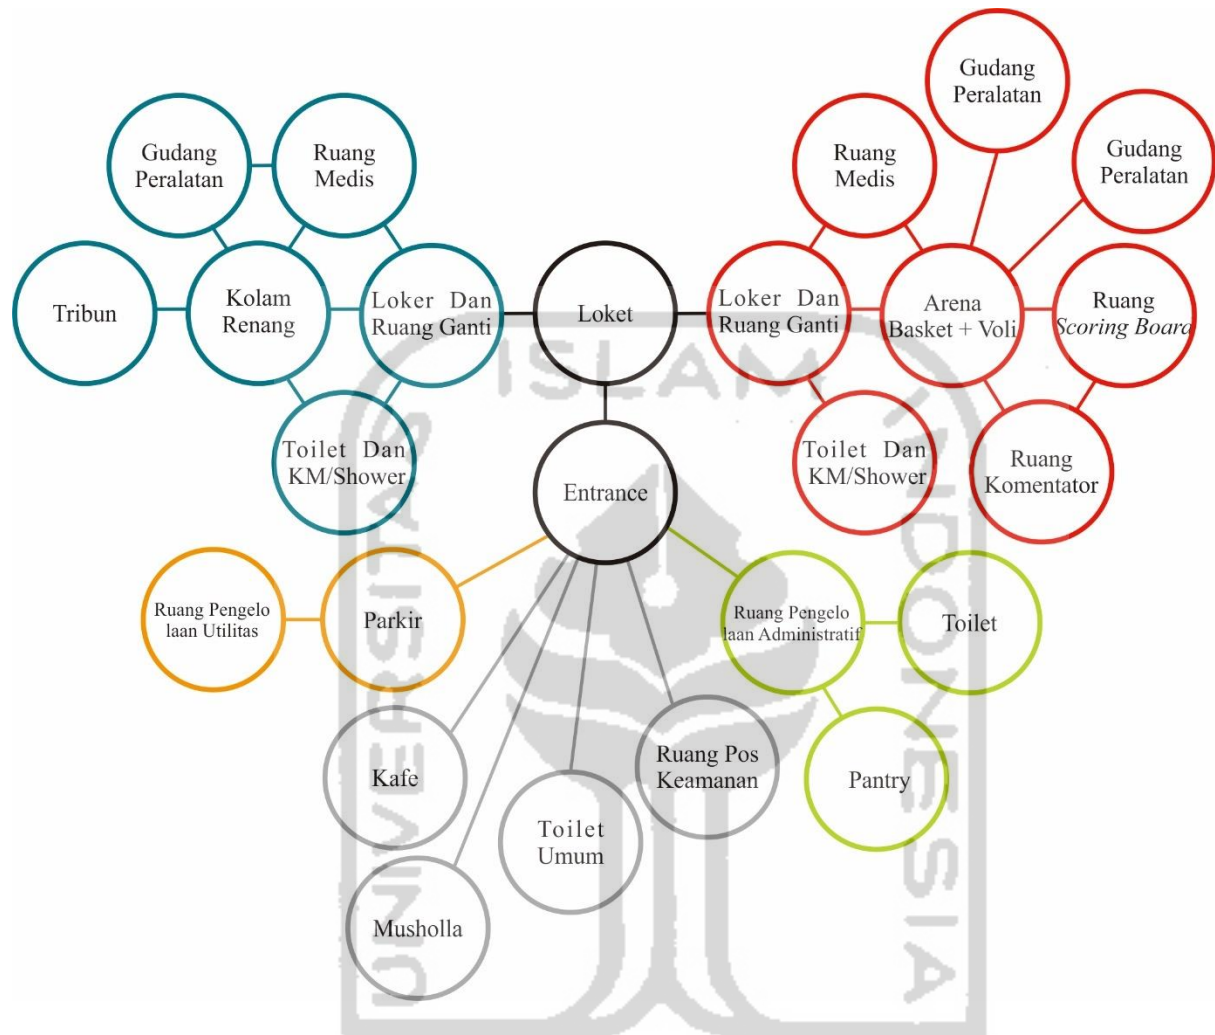 Gudang
Peralatan
Gudang
Peralatan
Ruang
Medis
Ruang
Medis
Gudang
Peralatan
Tribun
Kolam
Renang
Loker Dan
Ruang Ganti
Loket
Loker Dan
Ruang Ganti
Arena
Basket + Voli
Ruang
Scoring Board
Toilet Dan
KM/Shower
Entrance
Toilet Dan
KM/Shower
Ruang
Komentator
Ruang Pengelo
laan Utilitas
Parkir
Ruang Pengelo
laan Administratif
Toilet
Kafe
Ruang Pos
Keamanan
Pantry
Toilet
Umum
Musholla
UNIVERSITAS
ISLAM
INDONESIA